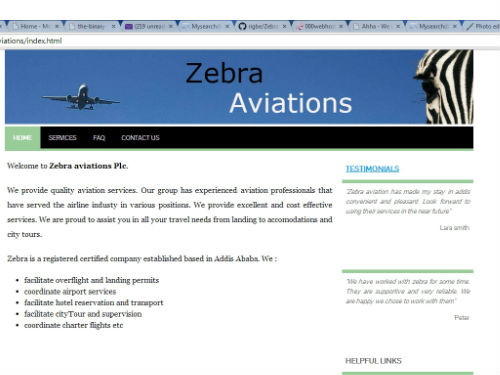 Home - Mo
the-binary
(219 unread
Mysearch
rigbe/Zebra
000webho
Ahha - We
Mysearch
Photo edi
viations/index.html
Zebra
Aviations
HOME SERVICES FAQ CONTACT US
Welcome to Zebra aviations Plc.
We provide quality aviation services. Our group has experienced aviation professionals that
have served the airline industy in various positions. We provide excellent and cost effective
services. We are proud to assist you in all your travel needs from landing to accomodations and
city tours.
Zebra is a registered certified company established based in Addis Ababa. We :
facilitate overflight and landing permits
coordinate airport services
facilitate hotel reservation and transport
facilitate cityTour and supervision
coordinate charter flights etc
TESTIMONIALS
"Zebra aviation has made my stay in addis
convenient and pleasant. Look forward to
using their services in the near future"
Lara smith
"We have worked with zebra for some time.
They are supportive and very reliable. We
are happy we chose to work with them"
Peter
HELPFUL LINKS